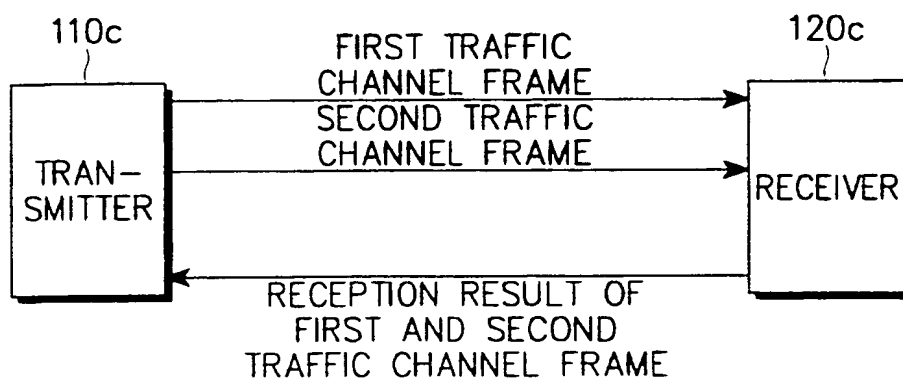 110c
120c
FIRST TRAFFIC
CHANNEL FRAME
SECOND TRAFFIC
CHANNEL FRAME
TRAN-
SMITTER
RECEIVER
RECEPTION RESULT OF
FIRST AND SECOND
TRAFFIC CHANNEL FRAME